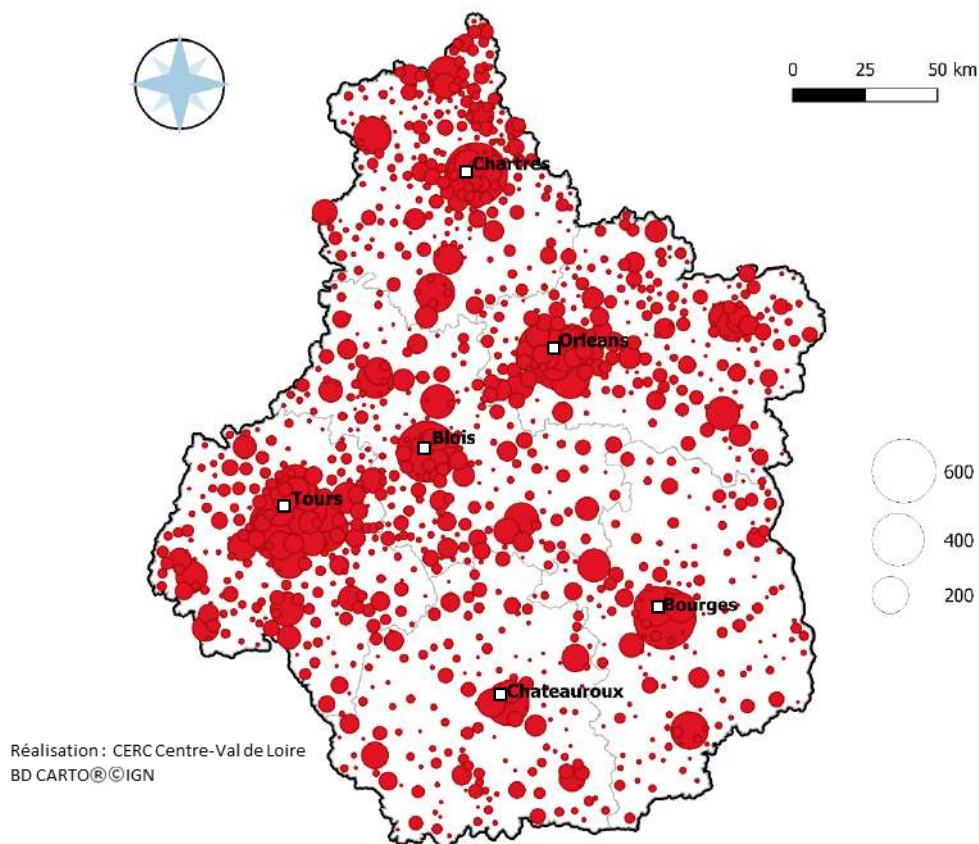 0 25 50 km
Chartres
Orleans
Blois
Tours
600
400
200
Bourges
Chateauroux
Réalisation : CERC Centre-Val de Loire
BD CARTO®©IGN